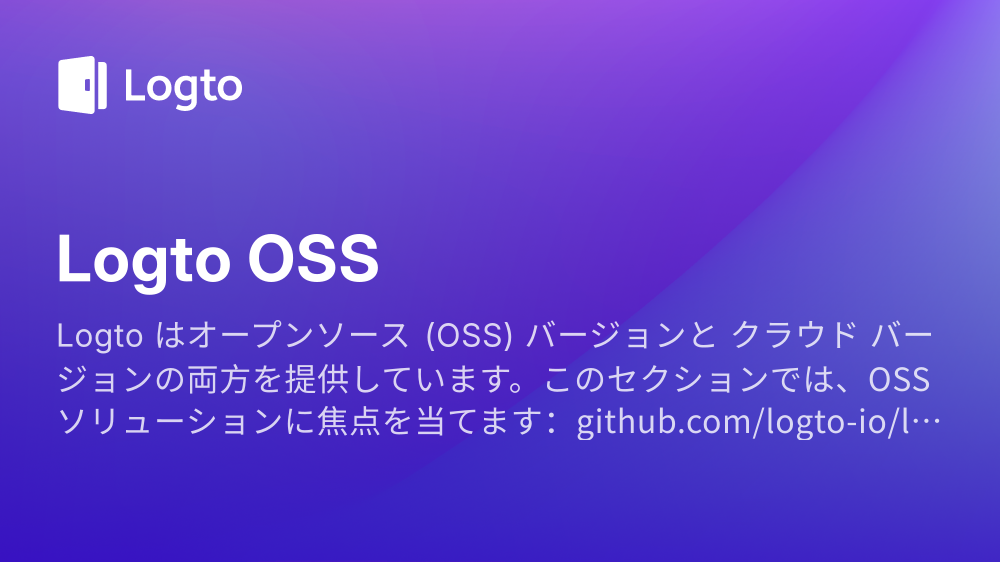 Logto
Logto OSS
Logto はオープンソース (OSS) バージョンと クラウド バー
ジョンの両方を提供しています。このセクションでは、OSS
ソリューションに焦点を当てます：github.com/logto-io/l…